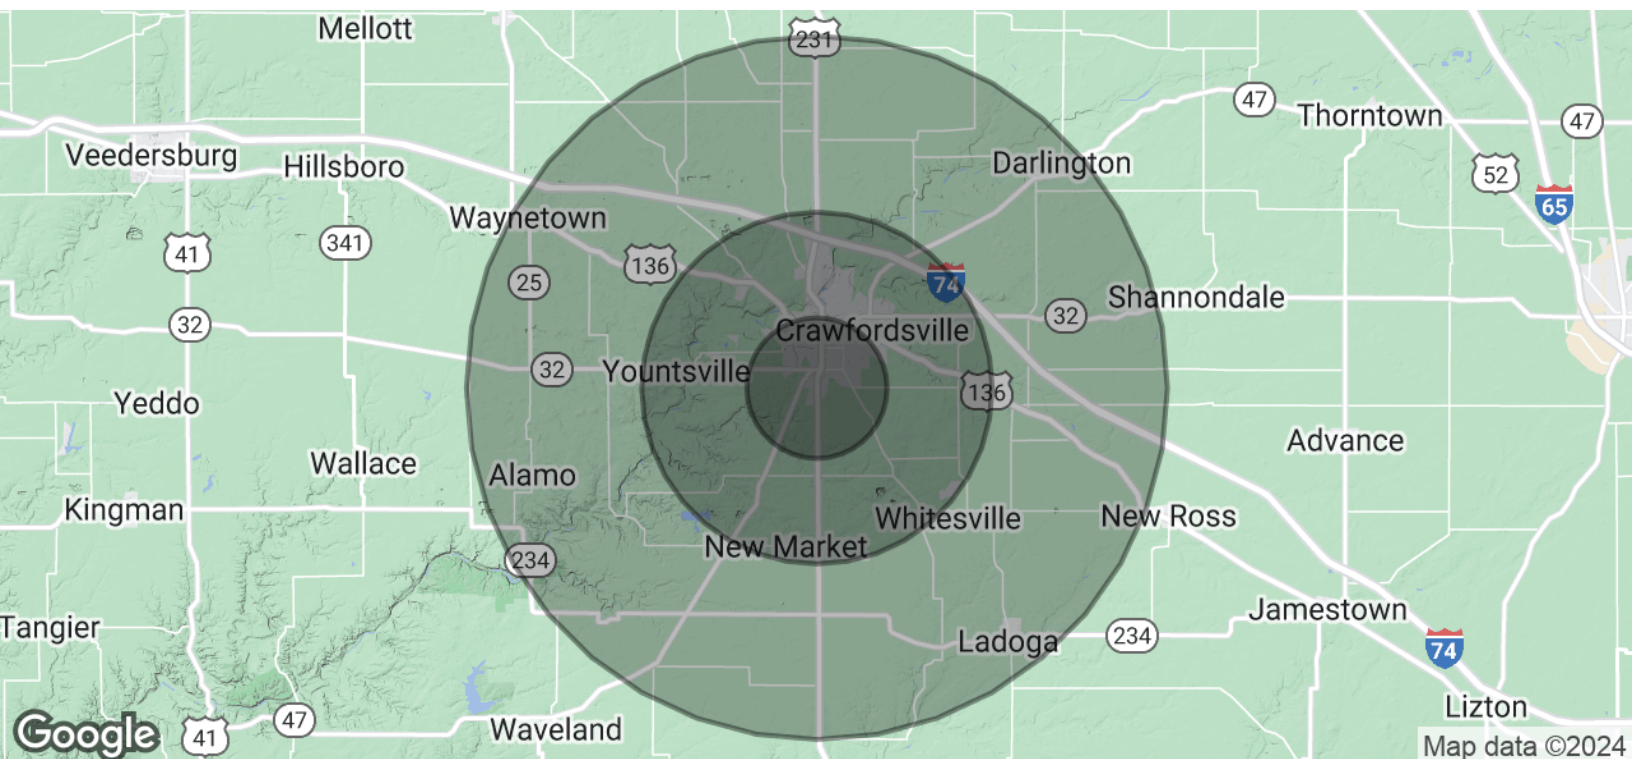 Mellott
231
47
Thorntown
47
Veedersburg
Hillsboro
Darlington
52
65
Waynetown
41
341
136
25
74
Shannondale
32
32
Crawfordsville
32
Yountsville
136
Yeddo
Advance
Wallace
Alamo
Kingman
Whitesville
New Ross
New Market
234
Jamestown
Tangier
Ladoga
234
74
Lizton
47
Waveland
41
Google
Map data ©2024